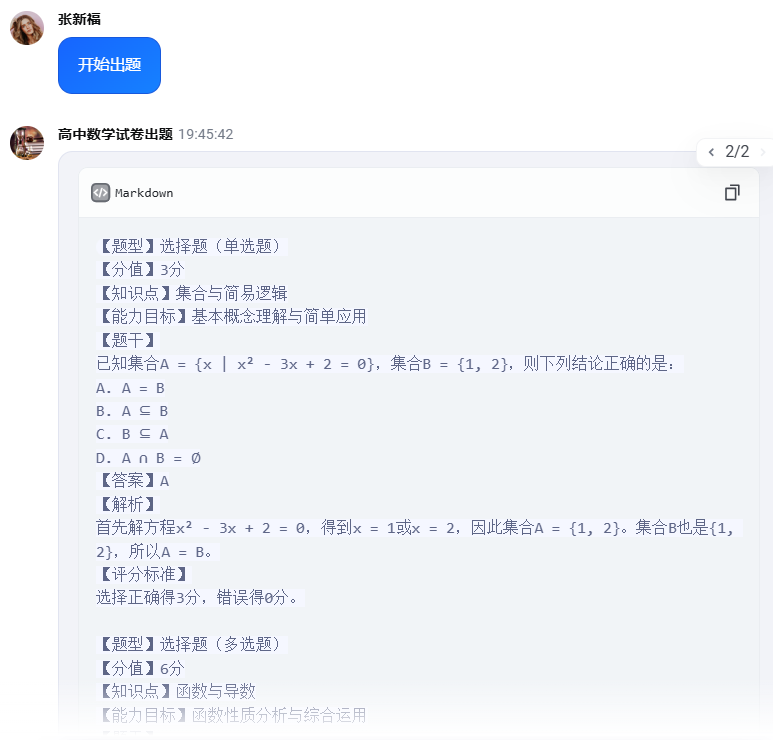 张新福
开始出题
高中数学试卷出题 19:45:42
2/2
Markdown
【题型】选择题（单选题）
【分值】3分
【知识点】集合与简易逻辑
【能力目标】基本概念理解与简单应用
【题干】
已知集合A = {x | x² - 3x + 2 = 0}，集合B = {1, 2}，则下列结论正确的是：
A. A = B
B. A ⊆ B
C. B ⊆ A
D. A ∩ B = Ø
【答案】A
【解析】
首先解方程x² - 3x + 2 = 0，得到x = 1或x = 2，因此集合A = {1, 2}。集合B也是{1,
2}，所以A = B。
【评分标准】
选择正确得3分，错误得0分。
【题型】选择题（多选题）
【分值】6分
【知识点】函数与导数
【能力目标】函数性质分析与综合运用